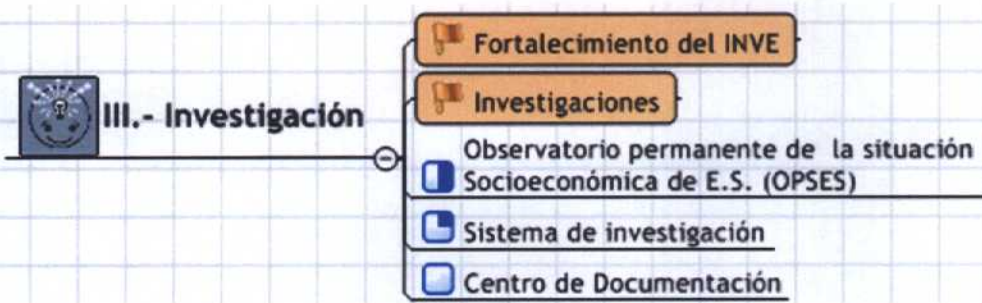 III.- Investigación
Fortalecimiento del INVE
Investigaciones
Observatorio permanente de la situación
Socioeconómica de E.S. (OPSES)
Sistema de investigación
Centro de Documentación